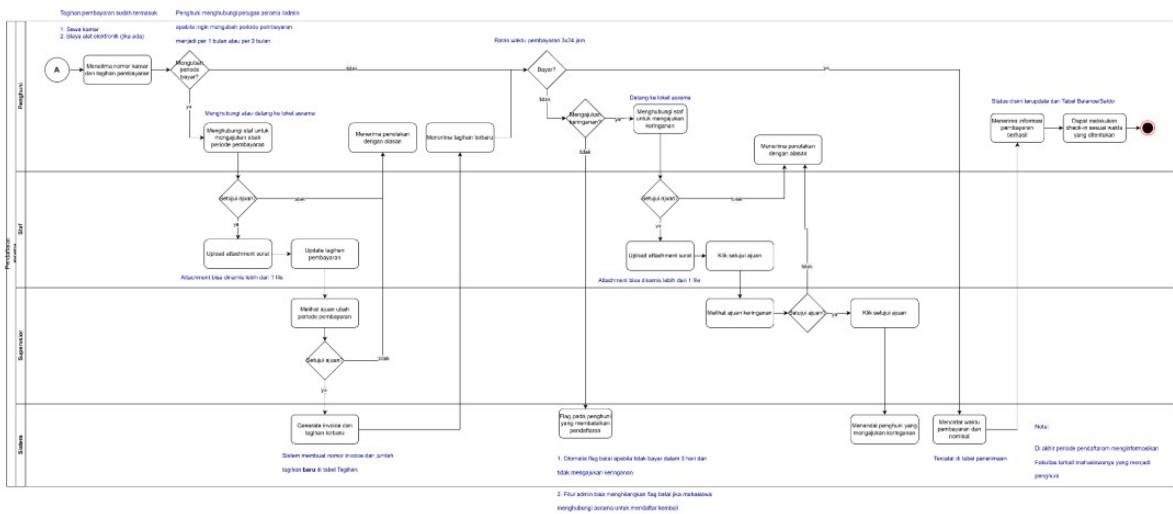 Tagihan pembayaran sudah termasuk
1. Sewa kamar
2. Biaya alat elektronik (jika ada)
Penghuni menghubungi petugas asrama /admin
apabila ingin mengubah periode pembayaran
menjadi per 1 bulan atau per 3 bulan
Batas waktu pembayaran 3x24 jam
Pendaftaran
Penghuni
A
Menerima nomor kamar
dan tagihan pembayaran
Mengubah
periode
bayar?
tidak
ya
Menghubungi atau datang ke loket asrama
Menghubungi staf untuk
mengajukan ubah
periode pembayaran
Menerima penolakan
dengan alasan
Menerima tagihan terbaru
Bayar?
ya
tidak
Mengajukan
keringanan?
ya
tidak
Datang ke loket asrama
Menghubungi staf
untuk mengajukan
keringanan
Menerima penolakan
dengan alasan
Status disini terupdate dari Tabel Balance/Saldo
Menerima informasi
pembayaran
berhasil
Dapat melakukan
check-in sesuai waktu
yang ditentukan
Staf
Setujui ajuan?
tidak
ya
Upload attachment surat
Update tagihan
pembayaran
Attachment bisa dinamis lebih dari 1 file
Setujui ajuan?
tidak
ya
Upload attachment surat
Klik setujui ajuan
Attachment bisa dinamis lebih dari 1 file
tidak
Supervisor
Melihat ajuan ubah
periode pembayaran
Setujui ajuan?
tidak
ya
Melihat ajuan keringanan
Setujui ajuan?
ya
Klik setujui ajuan
Sistem
Generate invoice dan
tagihan terbaru
Sistem membuat nomor invoice dan jumlah
tagihan baru di tabel Tagihan
Flag pada penghuni
yang membatalkan
pendaftaran
1. Otomatis flag batal apabila tidak bayar dalam 3 hari dan
tidak mengajukan keringanan
2. Fitur admin bisa menghilangkan flag batal jika mahasiswa
menghubungi asrama untuk mendaftar kembali
Menandai penghuni yang
mengajukan keringanan
Mencatat waktu
pembayaran dan
nominal
Tercatat di tabel penerimaan
Note:
Di akhir periode pendaftaran menginformasikan
Fakultas terkait mahasiswanya yang menjadi
penghuni